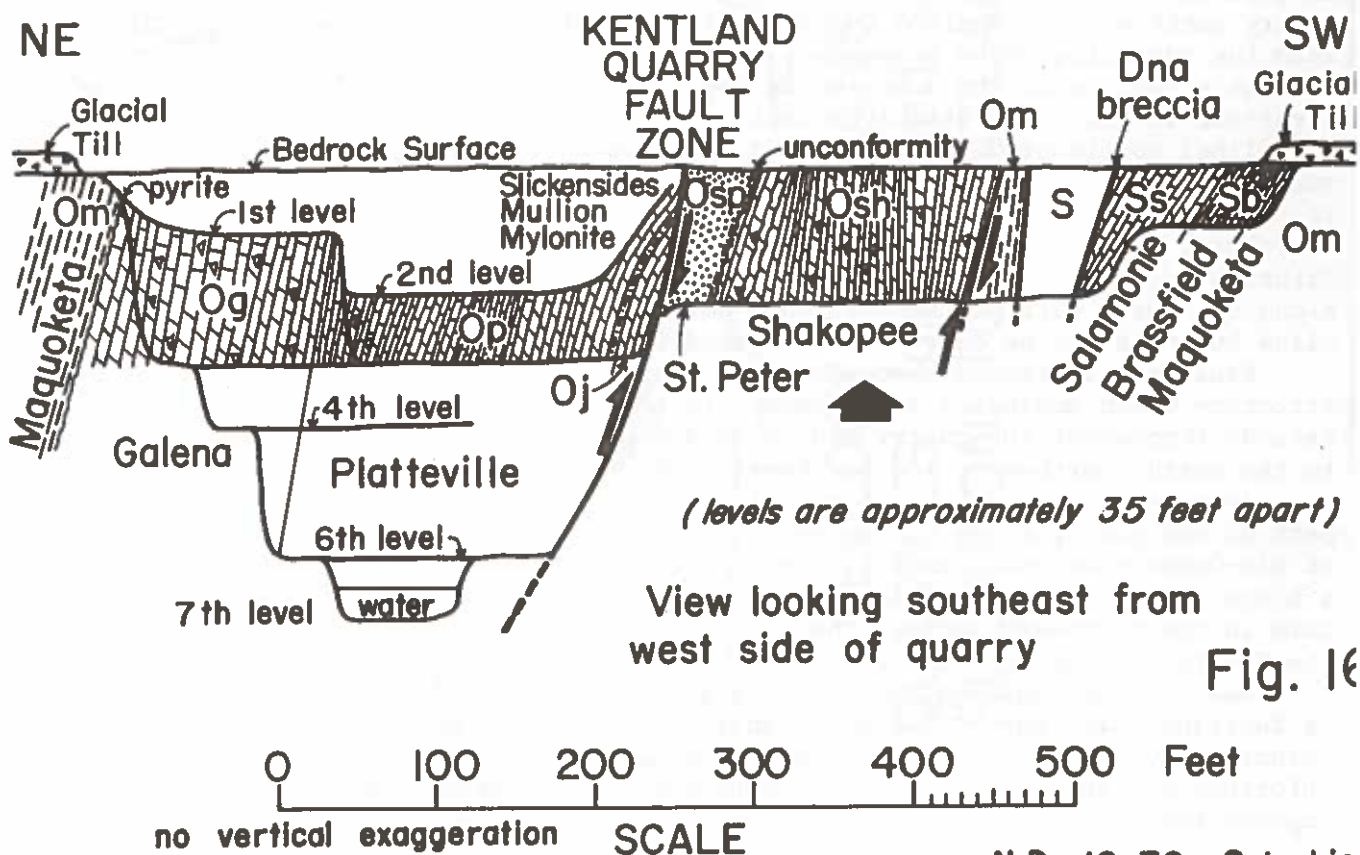 NE
KENTLAND
QUARRY
FAULT
ZONE
SW
Glacial
Till
Dna
breccia
Glacial
Till
Om
Bedrock Surface
unconformity
pyrite
Om
1st level
Slickensides
Mullion
Mylonite
Osp
Osh
S
Ss
Sb
Om
2nd level
Og
Op
Maquoketa
Oj
St. Peter
Shakopee
Salamonie
Brassfield
Maquoketa
4th level
Galena
Platteville
(levels are approximately 35 feet apart)
6th level
7th level
water
View looking southeast from
west side of quarry
Fig. 16
0 100 200 300 400 500 Feet
no vertical exaggeration SCALE